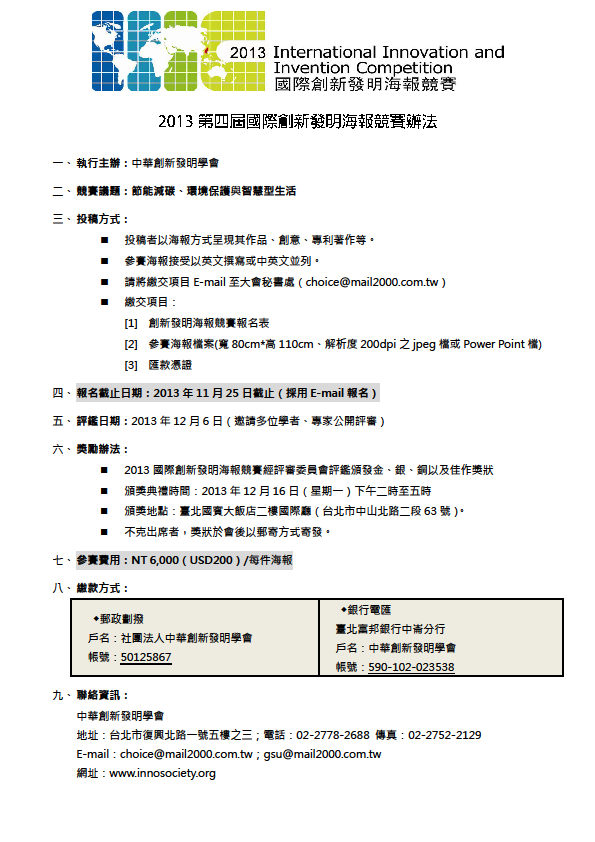 2013 International Innovation and
Invention Competition
國際創新發明海報競賽
2013 第四屆國際創新發明海報競賽辦法
一、 執行主辦：中華創新發明學會
二、 競賽議題：節能減碳、環境保護與智慧型生活
三、 投稿方式：
■ 投稿者以海報方式呈現其作品、創意、專利著作等。
■ 參賽海報接受以英文撰寫或中英文並列。
■ 請將繳交項目 E-mail 至大會秘書處（choice@mail2000.com.tw）
■ 繳交項目：
[1] 創新發明海報競賽報名表
[2] 參賽海報檔案(寬 80cm*高 110cm、解析度 200dpi 之 jpeg 檔或 Power Point 檔)
[3] 匯款憑證
四、 報名截止日期：2013 年 11 月 25 日截止（採用 E-mail 報名）
五、 評鑑日期：2013 年 12 月 6 日（邀請多位學者、專家公開評審）
六、 獎勵辦法：
■ 2013 國際創新發明海報競賽經評審委員會評鑑頒發金、銀、銅以及佳作獎狀
■ 頒獎典禮時間：2013 年 12 月 16 日（星期一）下午二時至五時
■ 頒獎地點：臺北國賓大飯店二樓國際廳（台北市中山北路二段 63 號）。
■ 不克出席者，獎狀於會後以郵寄方式寄發。
七、 參賽費用：NT 6,000（USD200）/每件海報
八、 繳款方式：
◆郵政劃撥
戶名：社團法人中華創新發明學會
帳號：50125867
◆銀行電匯
臺北富邦銀行中崙分行
戶名：中華創新發明學會
帳號：590-102-023538
九、 聯絡資訊：
中華創新發明學會
地址：台北市復興北路一號五樓之三；電話：02-2778-2688 傳真：02-2752-2129
E-mail：choice@mail2000.com.tw；gsu@mail2000.com.tw
網址：www.innosociety.org